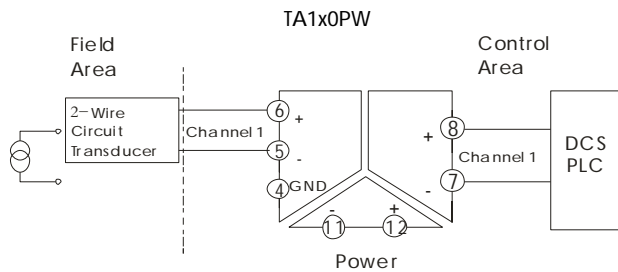 TA1x0PW
Field
Area
Control
Area
2-Wire
Circuit
Transducer
Channel 1
6
+
5
-
4 GND
+
8
Channel 1
-
7
DCS
PLC
-
+
11
12
Power